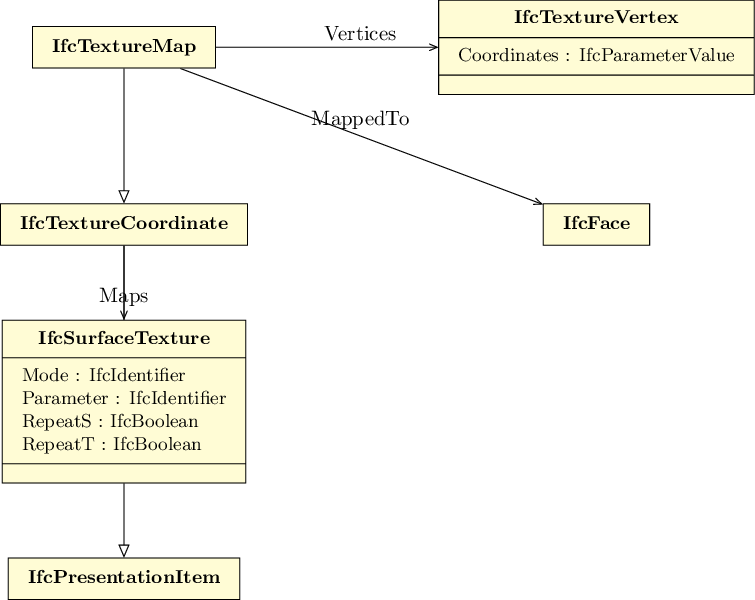 IfcTextureMap
Vertices
IfcTextureVertex
Coordinates : IfcParameterValue
MappedTo
IfcTextureCoordinate
IfcFace
Maps
IfcSurfaceTexture
Mode : IfcIdentifier
Parameter : IfcIdentifier
RepeatS : IfcBoolean
RepeatT : IfcBoolean
IfcPresentationItem